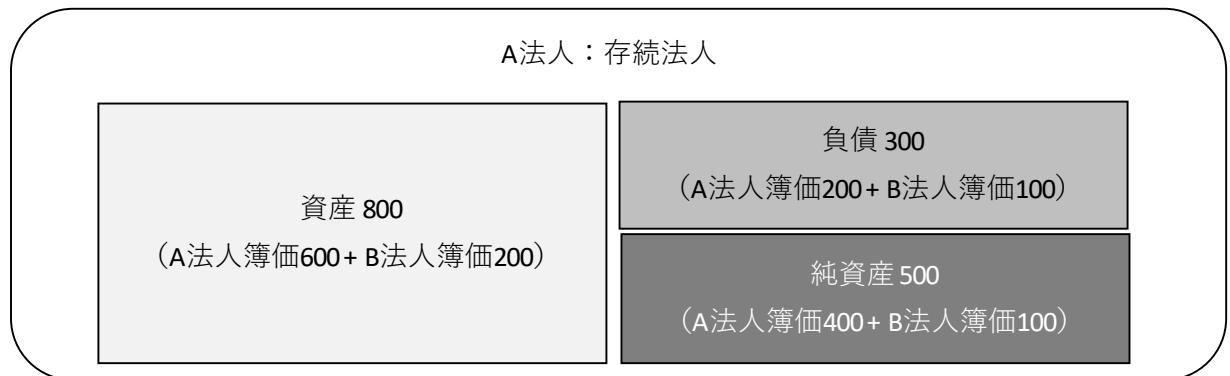 A法人：存続法人
資産 800
（A法人簿価600 + B法人簿価200）
負債 300
（A法人簿価200 + B法人簿価100）
純資産 500
（A法人簿価400 + B法人簿価100）